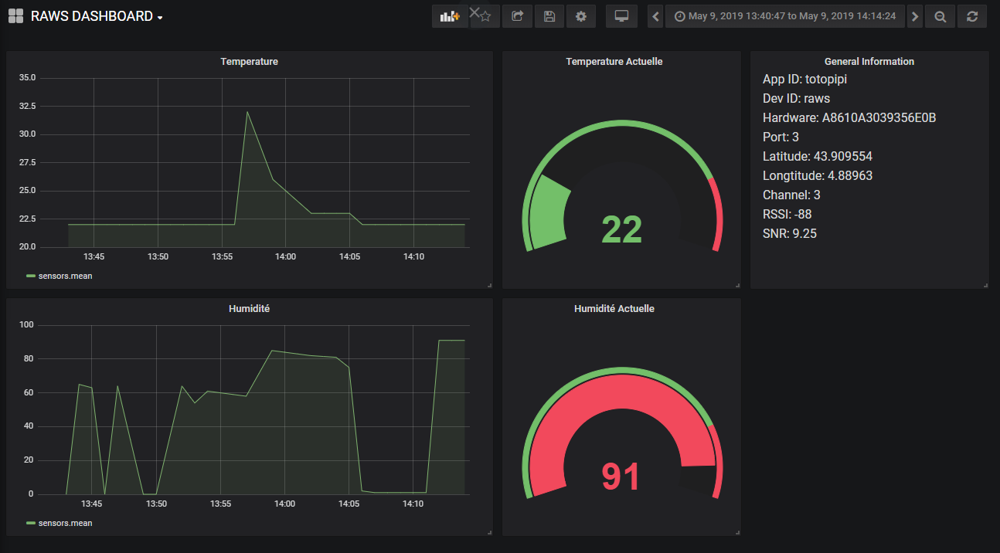 RAWS DASHBOARD
May 9, 2019 13:40:47 to May 9, 2019 14:14:24
Temperature
35.0
32.5
30.0
27.5
25.0
22.5
20.0
13:45 13:50 13:55 14:00 14:05 14:10
sensors.mean
Temperature Actuelle
22
General Information
App ID: totopipi
Dev ID: raws
Hardware: A8610A3039356E0B
Port: 3
Latitude: 43.909554
Longtitude: 4.88963
Channel: 3
RSSI: -88
SNR: 9.25
Humidité
100
80
60
40
20
0
13:45 13:50 13:55 14:00 14:05 14:10
sensors.mean
Humidité Actuelle
91